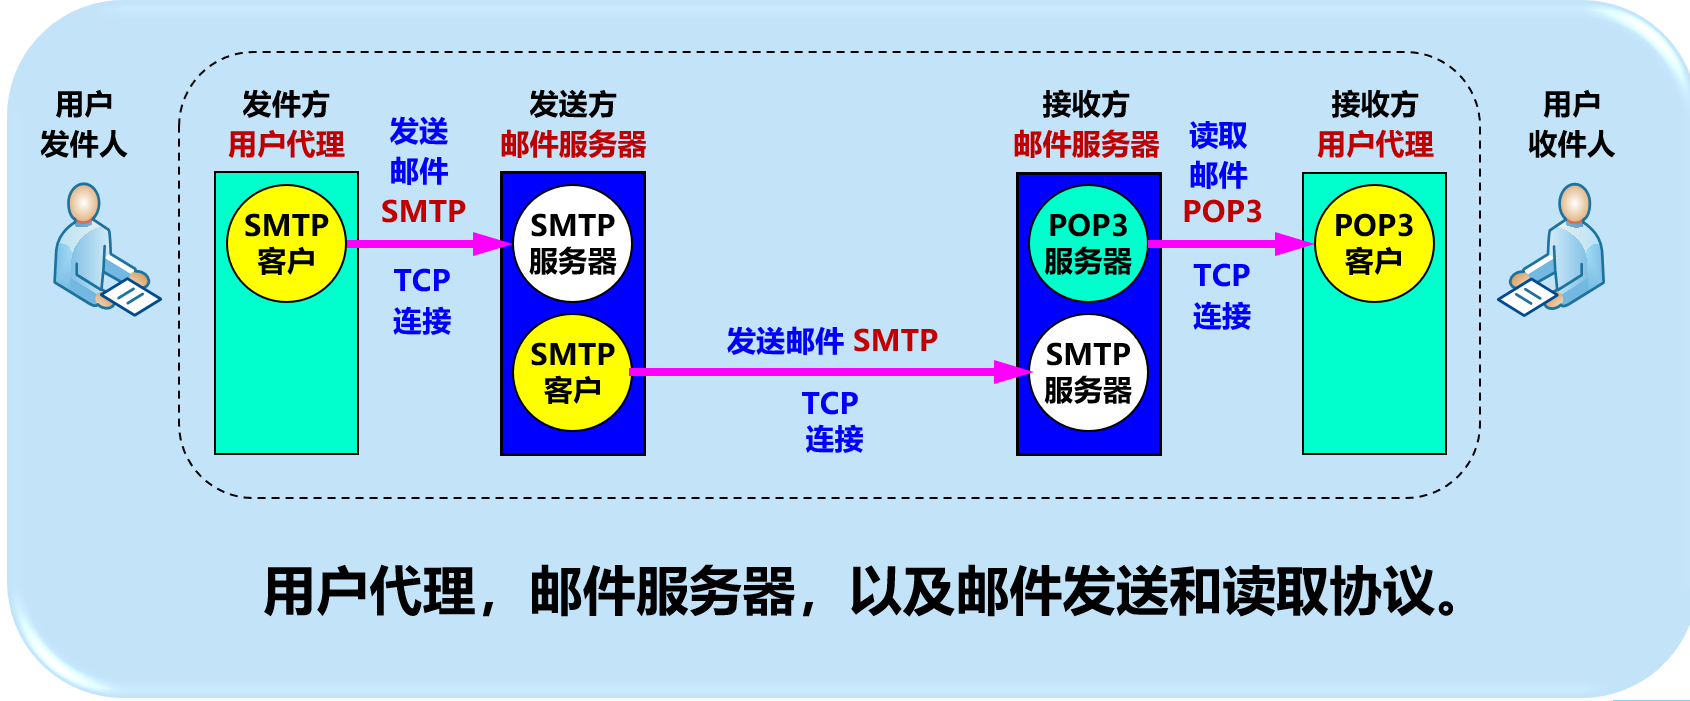 用户
发件人
发件方
用户代理
发送
邮件
SMTP
TCP
连接
发送方
邮件服务器
接收方
邮件服务器
读取
邮件
POP3
TCP
连接
接收方
用户代理
用户
收件人
SMTP
客户
SMTP
服务器
POP3
服务器
POP3
客户
SMTP
客户
发送邮件 SMTP
TCP
连接
SMTP
服务器
用户代理，邮件服务器，以及邮件发送和读取协议。